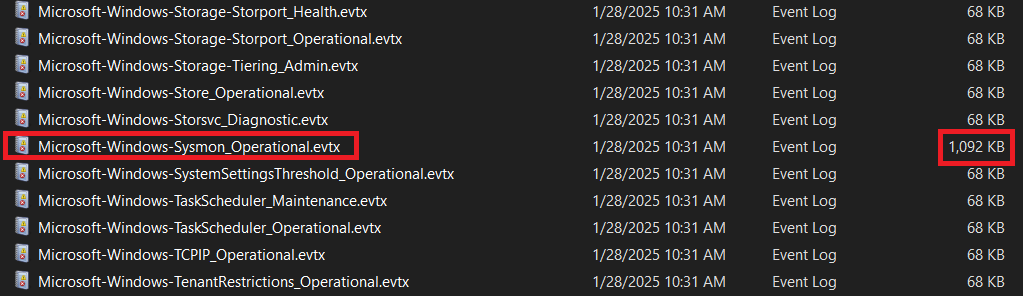 Microsoft-Windows-Storage-Storport_Health.evtx 1/28/2025 10:31 AM Event Log 68 KB
Microsoft-Windows-Storage-Storport_Operational.evtx 1/28/2025 10:31 AM Event Log 68 KB
Microsoft-Windows-Storage-Tiering_Admin.evtx 1/28/2025 10:31 AM Event Log 68 KB
Microsoft-Windows-Store_Operational.evtx 1/28/2025 10:31 AM Event Log 68 KB
Microsoft-Windows-Storsvc_Diagnostic.evtx 1/28/2025 10:31 AM Event Log 68 KB
Microsoft-Windows-Sysmon_Operational.evtx 1/28/2025 10:31 AM Event Log 1,092 KB
Microsoft-Windows-SystemSettingsThreshold_Operational.evtx 1/28/2025 10:31 AM Event Log 68 KB
Microsoft-Windows-TaskScheduler_Maintenance.evtx 1/28/2025 10:31 AM Event Log 68 KB
Microsoft-Windows-TaskScheduler_Operational.evtx 1/28/2025 10:31 AM Event Log 68 KB
Microsoft-Windows-TCPIP_Operational.evtx 1/28/2025 10:31 AM Event Log 68 KB
Microsoft-Windows-TenantRestrictions_Operational.evtx 1/28/2025 10:31 AM Event Log 68 KB